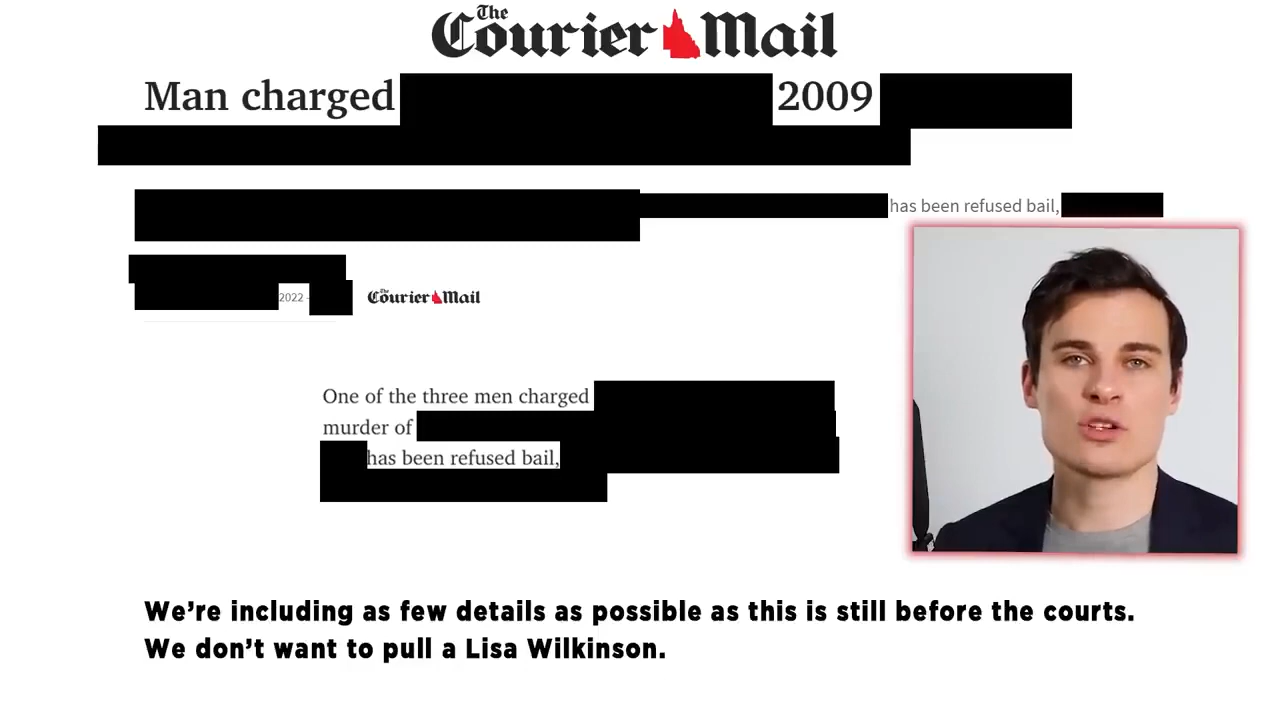 The Courier Mail
Man charged 2009
has been refused bail,
2022 -
The Courier Mail
One of the three men charged
murder of
has been refused bail,
We're including as few details as possible as this is still before the courts.
We don't want to pull a Lisa Wilkinson.